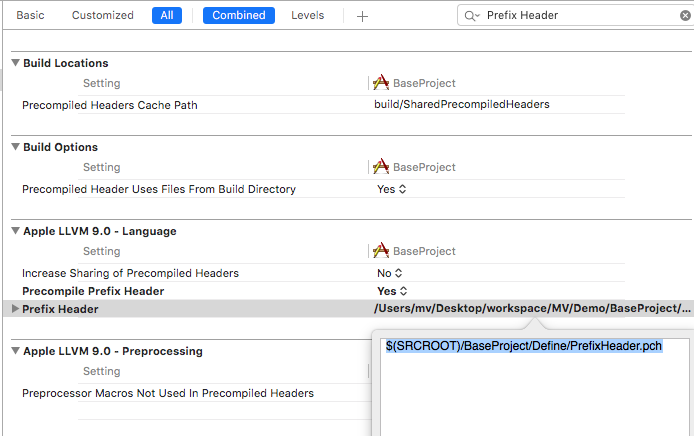 Basic Customized All Combined Levels + Prefix Header
Build Locations
Setting BaseProject
Precompiled Headers Cache Path build/SharedPrecompiledHeaders
Build Options
Setting BaseProject
Precompiled Header Uses Files From Build Directory Yes
Apple LLVM 9.0 - Language
Setting BaseProject
Increase Sharing of Precompiled Headers No
Precompile Prefix Header Yes
Prefix Header /Users/mv/Desktop/workspace/MV/Demo/BaseProject/...
Apple LLVM 9.0 - Preprocessing
$(SRCROOT)/BaseProject/Define/PrefixHeader.pch
Setting
Preprocessor Macros Not Used In Precompiled Headers